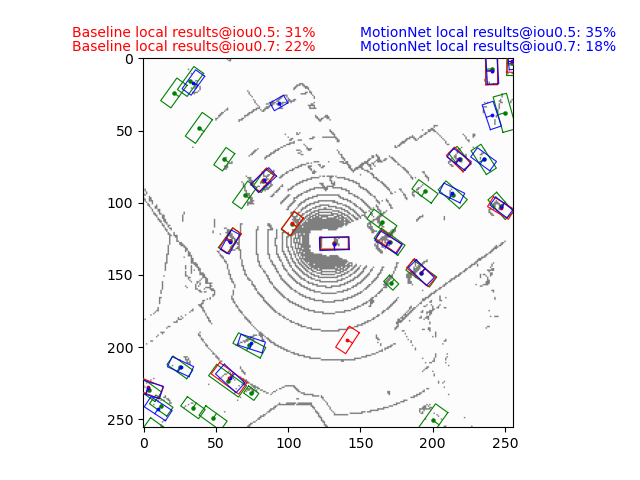 Baseline local results@iou0.5: 31% MotionNet local results@iou0.5: 35%
Baseline local results@iou0.7: 22% MotionNet local results@iou0.7: 18%
0
50
100
150
200
250
0 50 100 150 200 250